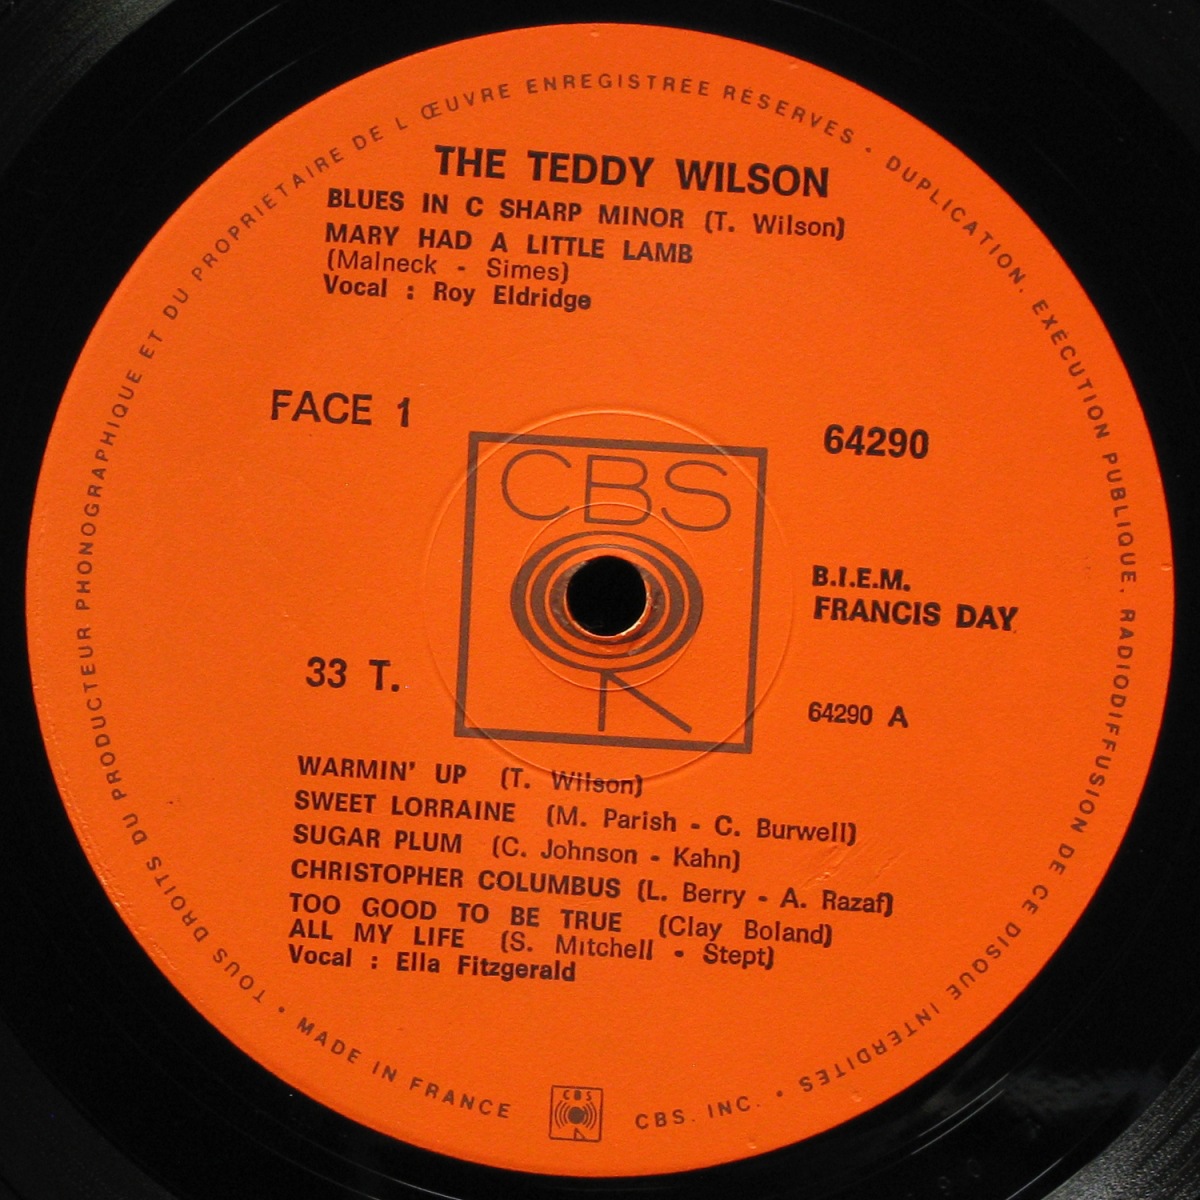 THE TEDDY WILSON
BLUES IN C SHARP MINOR (T. Wilson)
MARY HAD A LITTLE LAMB
(Malneck - Simes)
Vocal : Roy Eldridge
FACE 1
64290
CBS
B.I.E.M.
FRANCIS DAY
33 T.
64290 A
WARMIN' UP (T. Wilson)
SWEET LORRAINE (M. Parish - C. Burwell)
SUGAR PLUM (C. Johnson - Kahn)
CHRISTOPHER COLUMBUS (L. Berry - A. Razaf)
TOO GOOD TO BE TRUE (Clay Boland)
ALL MY LIFE (S. Mitchell - Stept)
Vocal : Ella Fitzgerald
TOUS DROITS DU PRODUCTEUR PHONOGRAPHIQUE ET DU PROPRIETAIRE DE L ŒUVRE ENREGISTREE RÉSERVES • DUPLICATION. EXÉCUTION PUBLIQUE. RADIODIFFUSION DE CE DISQUE INTERDITES •
MADE IN FRANCE
CBS
CBS. INC. •